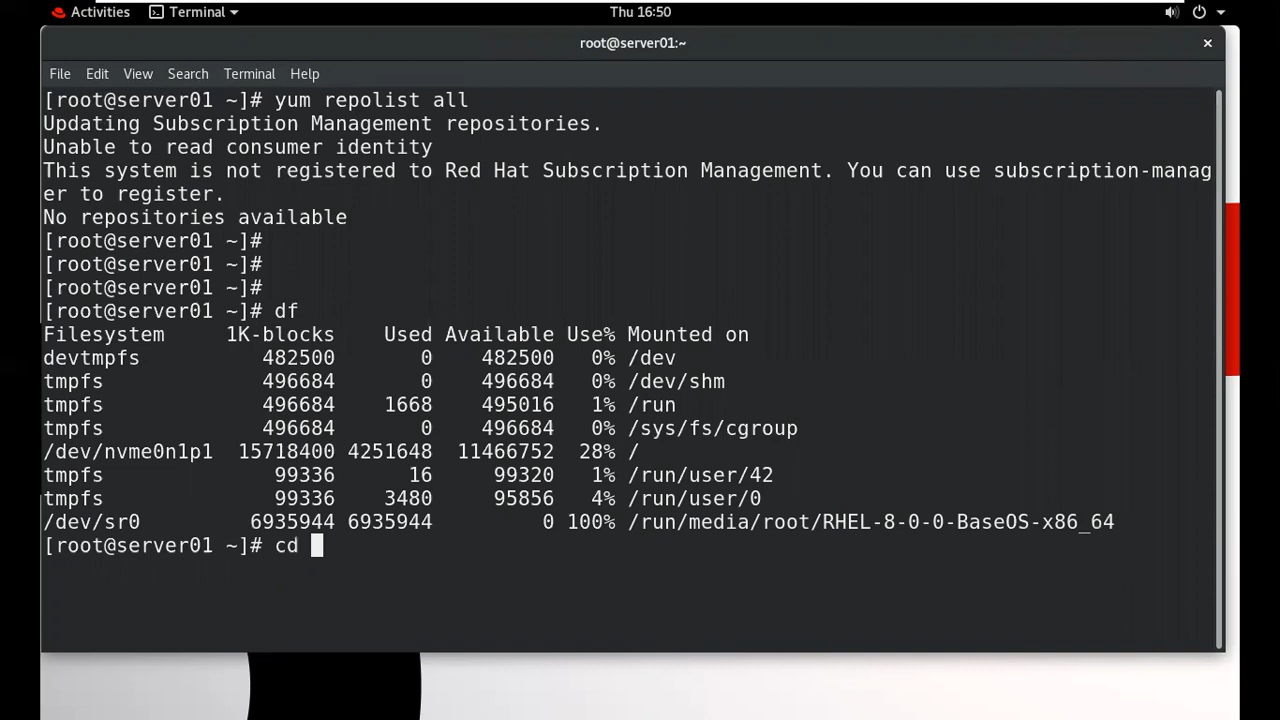 Activities Terminal Thu 16:50
root@server01:~ ×
File Edit View Search Terminal Help
[root@server01 ~]# yum repolist all
Updating Subscription Management repositories.
Unable to read consumer identity
This system is not registered to Red Hat Subscription Management. You can use subscription-manag
er to register.
No repositories available
[root@server01 ~]#
[root@server01 ~]#
[root@server01 ~]#
[root@server01 ~]# df
Filesystem 1K-blocks Used Available Use% Mounted on
devtmpfs 482500 0 482500 0% /dev
tmpfs 496684 0 496684 0% /dev/shm
tmpfs 496684 1668 495016 1% /run
tmpfs 496684 0 496684 0% /sys/fs/cgroup
/dev/nvme0n1p1 15718400 4251648 11466752 28% /
tmpfs 99336 16 99320 1% /run/user/42
tmpfs 99336 3480 95856 4% /run/user/0
/dev/sr0 6935944 6935944 0 100% /run/media/root/RHEL-8-0-0-BaseOS-x86_64
[root@server01 ~]# cd